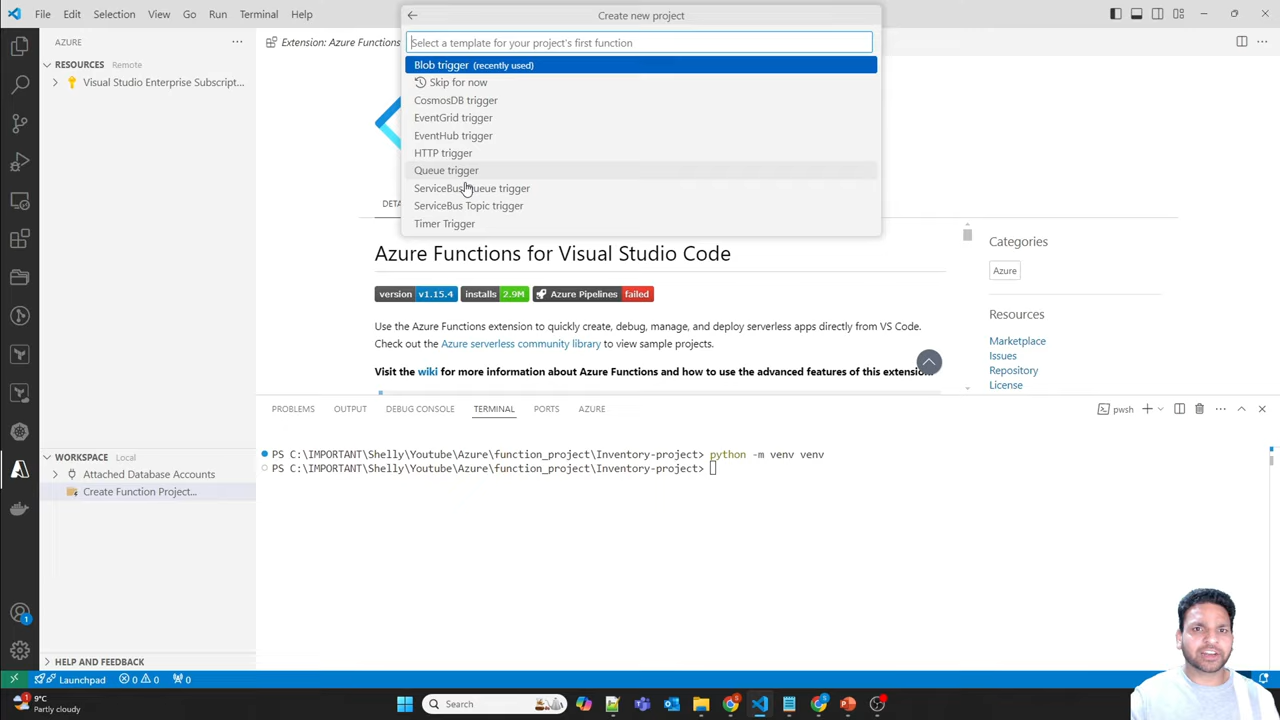 File Edit Selection View Go Run Terminal Help
Create new project
AZURE
Extension: Azure Functions
Select a template for your project's first function
RESOURCES Remote
Blob trigger (recently used)
Visual Studio Enterprise Subscript...
Skip for now
CosmosDB trigger
EventGrid trigger
EventHub trigger
HTTP trigger
Queue trigger
ServiceBus Queue trigger
ServiceBus Topic trigger
Timer Trigger
DETA
Azure Functions for Visual Studio Code
version v1.15.4 installs 2.9M Azure Pipelines failed
Use the Azure Functions extension to quickly create, debug, manage, and deploy serverless apps directly from VS Code.
Check out the Azure serverless community library to view sample projects.
Visit the wiki for more information about Azure Functions and how to use the advanced features of this extension.
Categories
Azure
Resources
Marketplace
Issues
Repository
License
PROBLEMS OUTPUT DEBUG CONSOLE TERMINAL PORTS AZURE
pwsh
PS C:\IMPORTANT\Shelly\Youtube\Azure\function_project\Inventory-project> python -m venv venv
PS C:\IMPORTANT\Shelly\Youtube\Azure\function_project\Inventory-project>
WORKSPACE Local
Attached Database Accounts
Create Function Project...
1
HELP AND FEEDBACK
Launchpad 0 0 0
1
9°C
Partly cloudy
Search